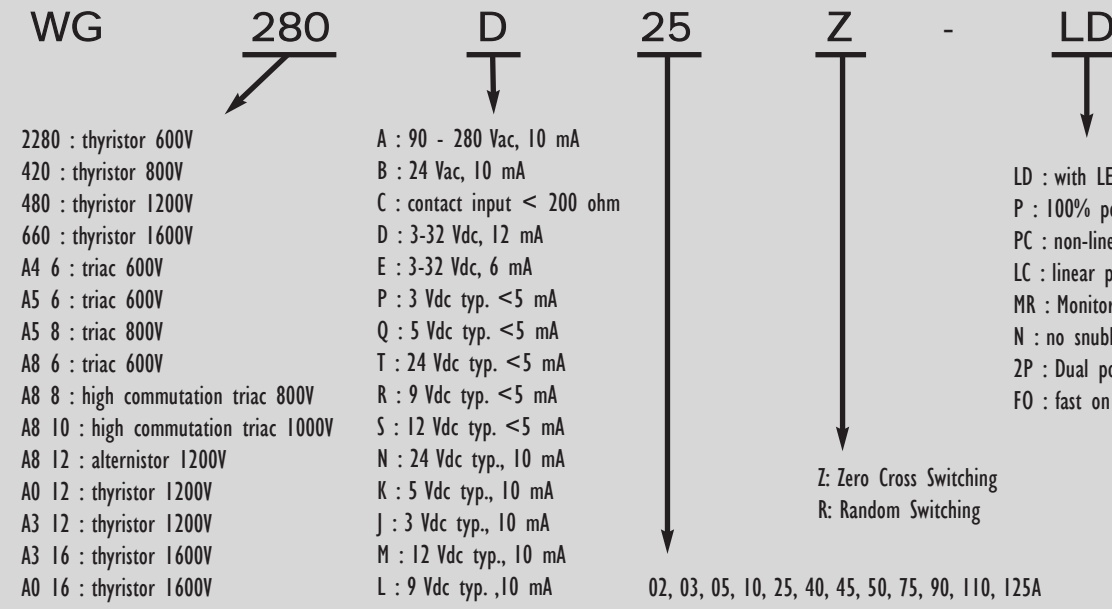 WG 280 D 25 Z - LD
2280 : thyristor 600V
420 : thyristor 800V
480 : thyristor 1200V
660 : thyristor 1600V
A4 6 : triac 600V
A5 6 : triac 600V
A5 8 : triac 800V
A8 6 : triac 600V
A8 8 : high commutation triac 800V
A8 10 : high commutation triac 1000V
A8 12 : alternistor 1200V
A0 12 : thyristor 1200V
A3 12 : thyristor 1200V
A3 16 : thyristor 1600V
A0 16 : thyristor 1600V
A : 90 - 280 Vac, 10 mA
B : 24 Vac, 10 mA
C : contact input < 200 ohm
D : 3-32 Vdc, 12 mA
E : 3-32 Vdc, 6 mA
P : 3 Vdc typ. <5 mA
Q : 5 Vdc typ. <5 mA
T : 24 Vdc typ. <5 mA
R : 9 Vdc typ. <5 mA
S : 12 Vdc typ. <5 mA
N : 24 Vdc typ., 10 mA
K : 5 Vdc typ., 10 mA
J : 3 Vdc typ., 10 mA
M : 12 Vdc typ., 10 mA
L : 9 Vdc typ. ,10 mA
02, 03, 05, 10, 25, 40, 45, 50, 75, 90, 110, 125A
Z: Zero Cross Switching
R: Random Switching
LD : with
P : 100%
PC :
LC : linear
MR :
N : no
2P : Dual
FO : fast on